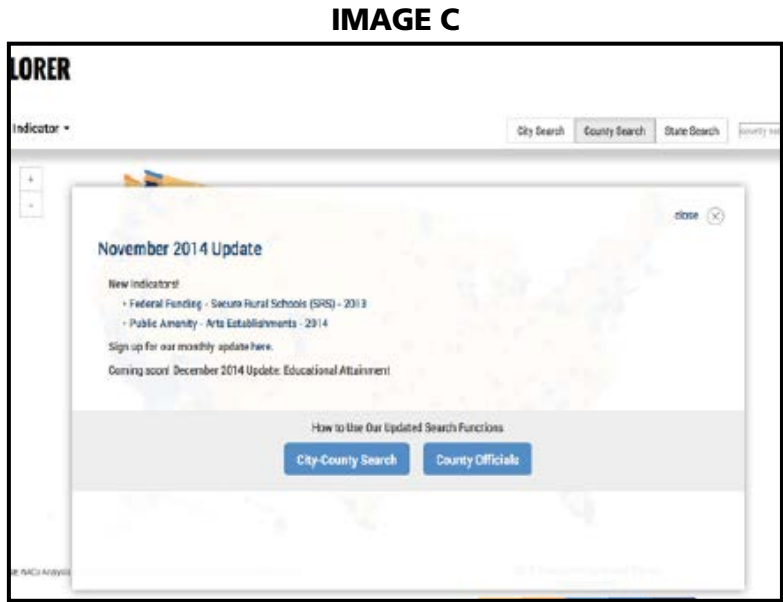 IMAGE C
LORER
Indicator
City Search County Search State Search
+
-
close
November 2014 Update
New Indicators!
• Federal Funding - Secure Rural Schools (SRS) - 2013
• Public Amenity - Arts Establishments - 2014
Sign up for our monthly update here.
Coming soon! December 2014 Update: Educational Attainment
How to Use Our Updated Search Functions
City-County Search County Officials
NACo Analysis